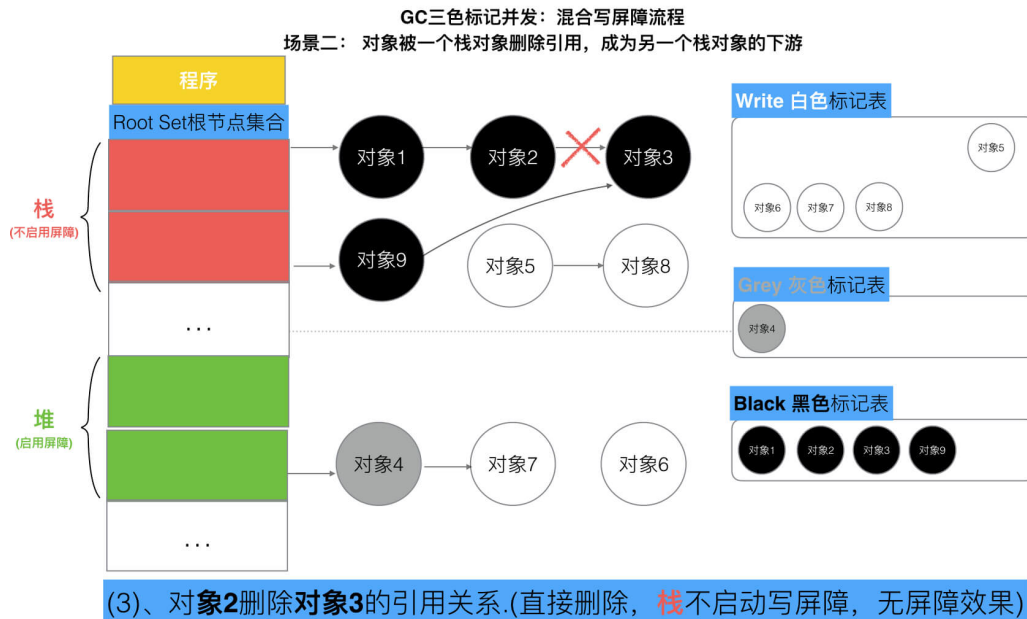 GC三色标记并发：混合写屏障流程
场景二： 对象被一个栈对象删除引用，成为另一个栈对象的下游
程序
Root Set根节点集合
栈
(不启用屏障)
...
堆
(启用屏障)
...
对象1
对象2
对象3
对象9
对象5
对象8
对象4
对象7
对象6
Write 白色标记表
对象5
对象6
对象7
对象8
Grey 灰色标记表
对象4
Black 黑色标记表
对象1
对象2
对象3
对象9
(3)、对象2删除对象3的引用关系.(直接删除，栈不启动写屏障，无屏障效果)